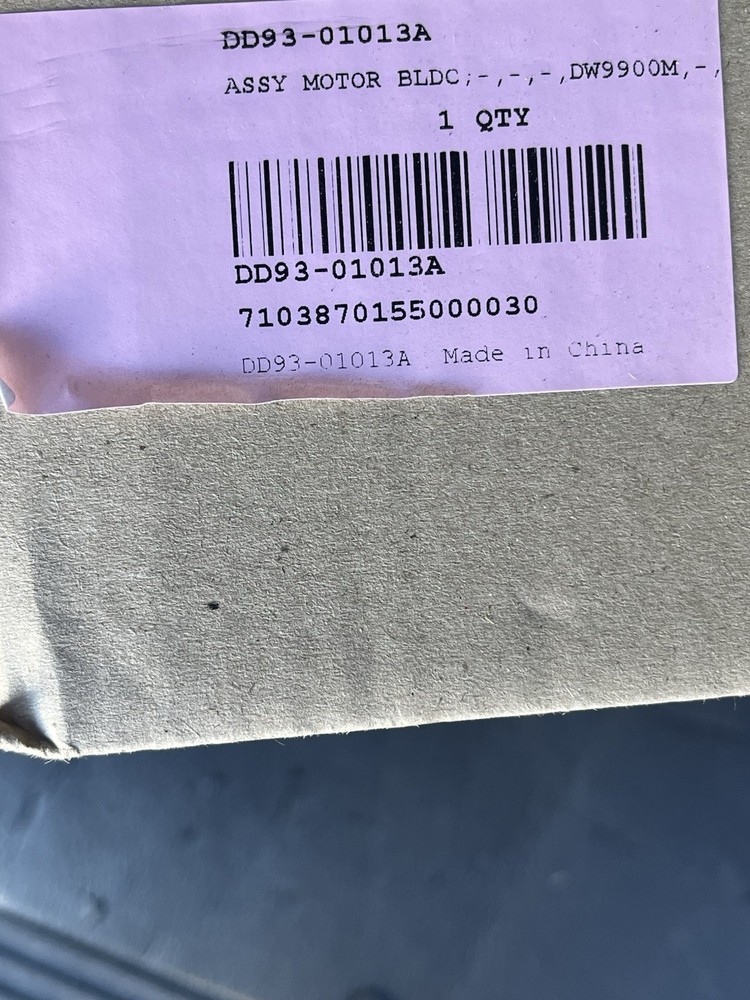 DD93-01013A
ASSY MOTOR BLDC;-,-,-,DW9900M,-,
1 QTY
DD93-01013A
7103870155000030
DD93-01013A Made in China